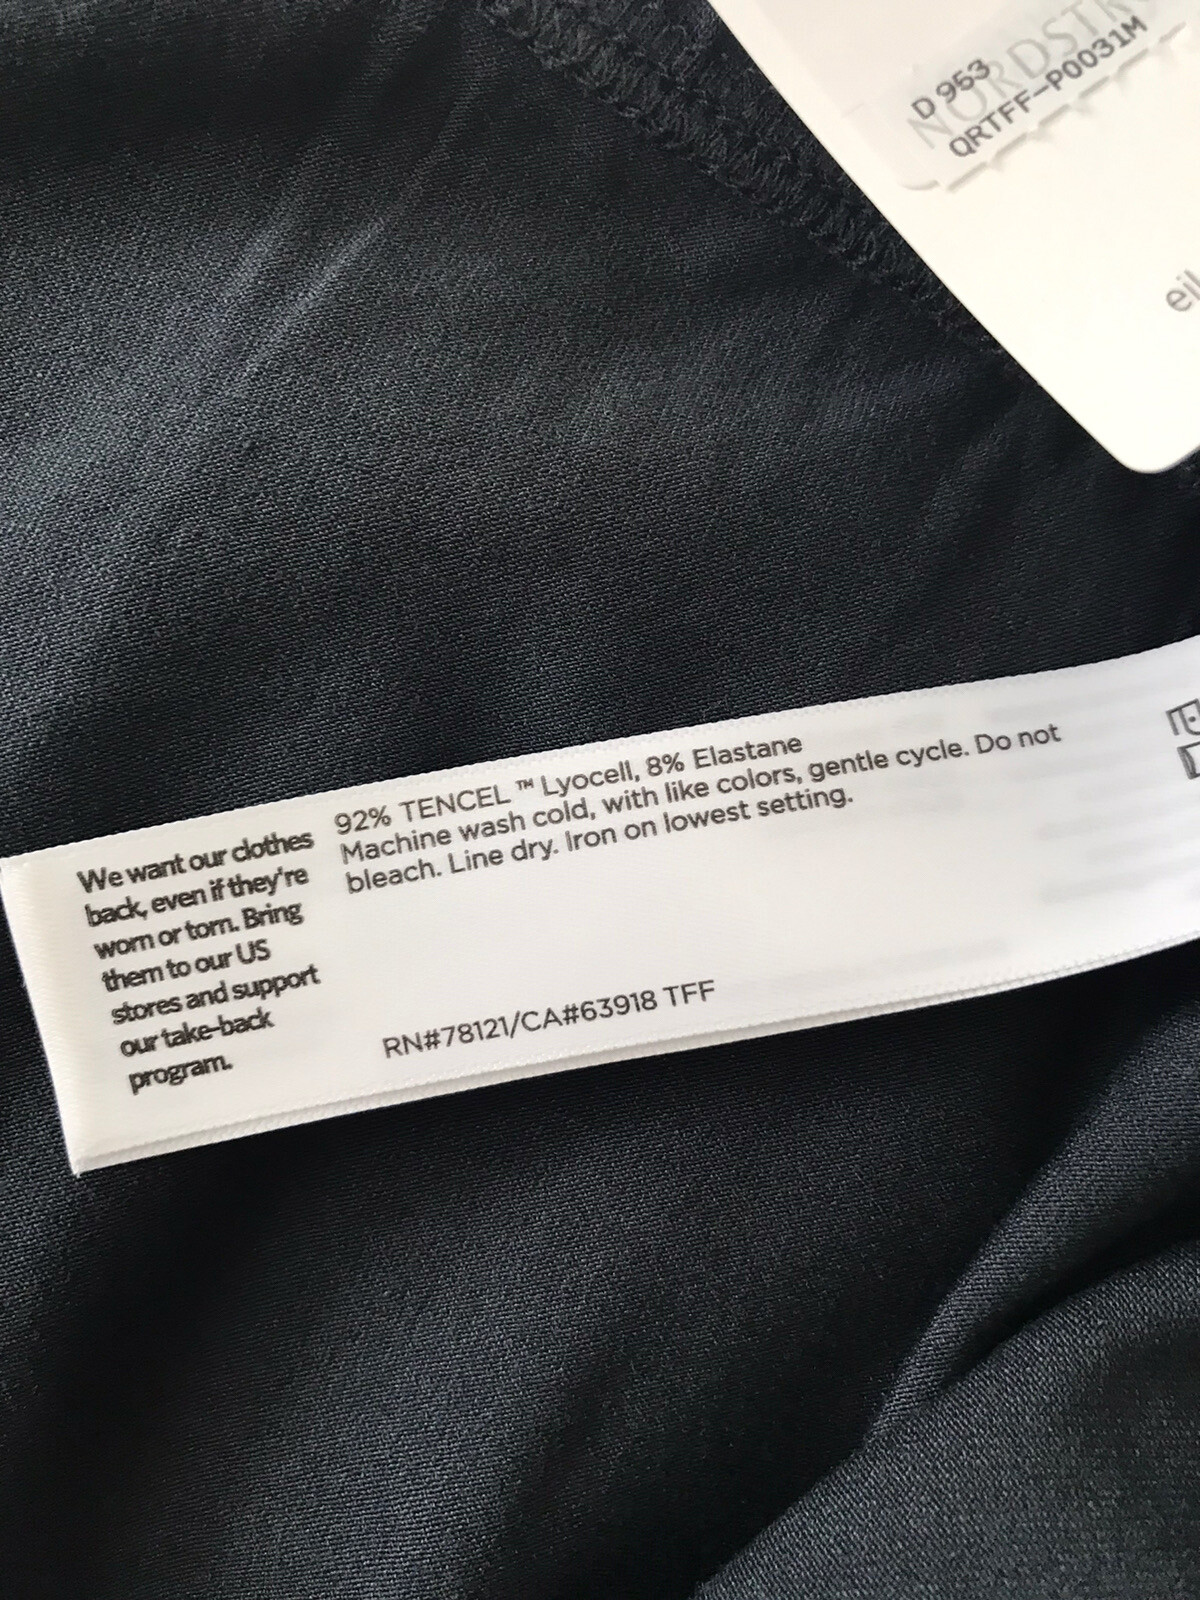 D 953
QRTFF-P0031M
We want our clothes
back, even if they're
worn or torn. Bring
them to our US
stores and support
our take-back
program.
92% TENCEL™ Lyocell, 8% Elastane
Machine wash cold, with like colors, gentle cycle. Do not
bleach. Line dry. Iron on lowest setting.
RN#78121/CA#63918 TFF